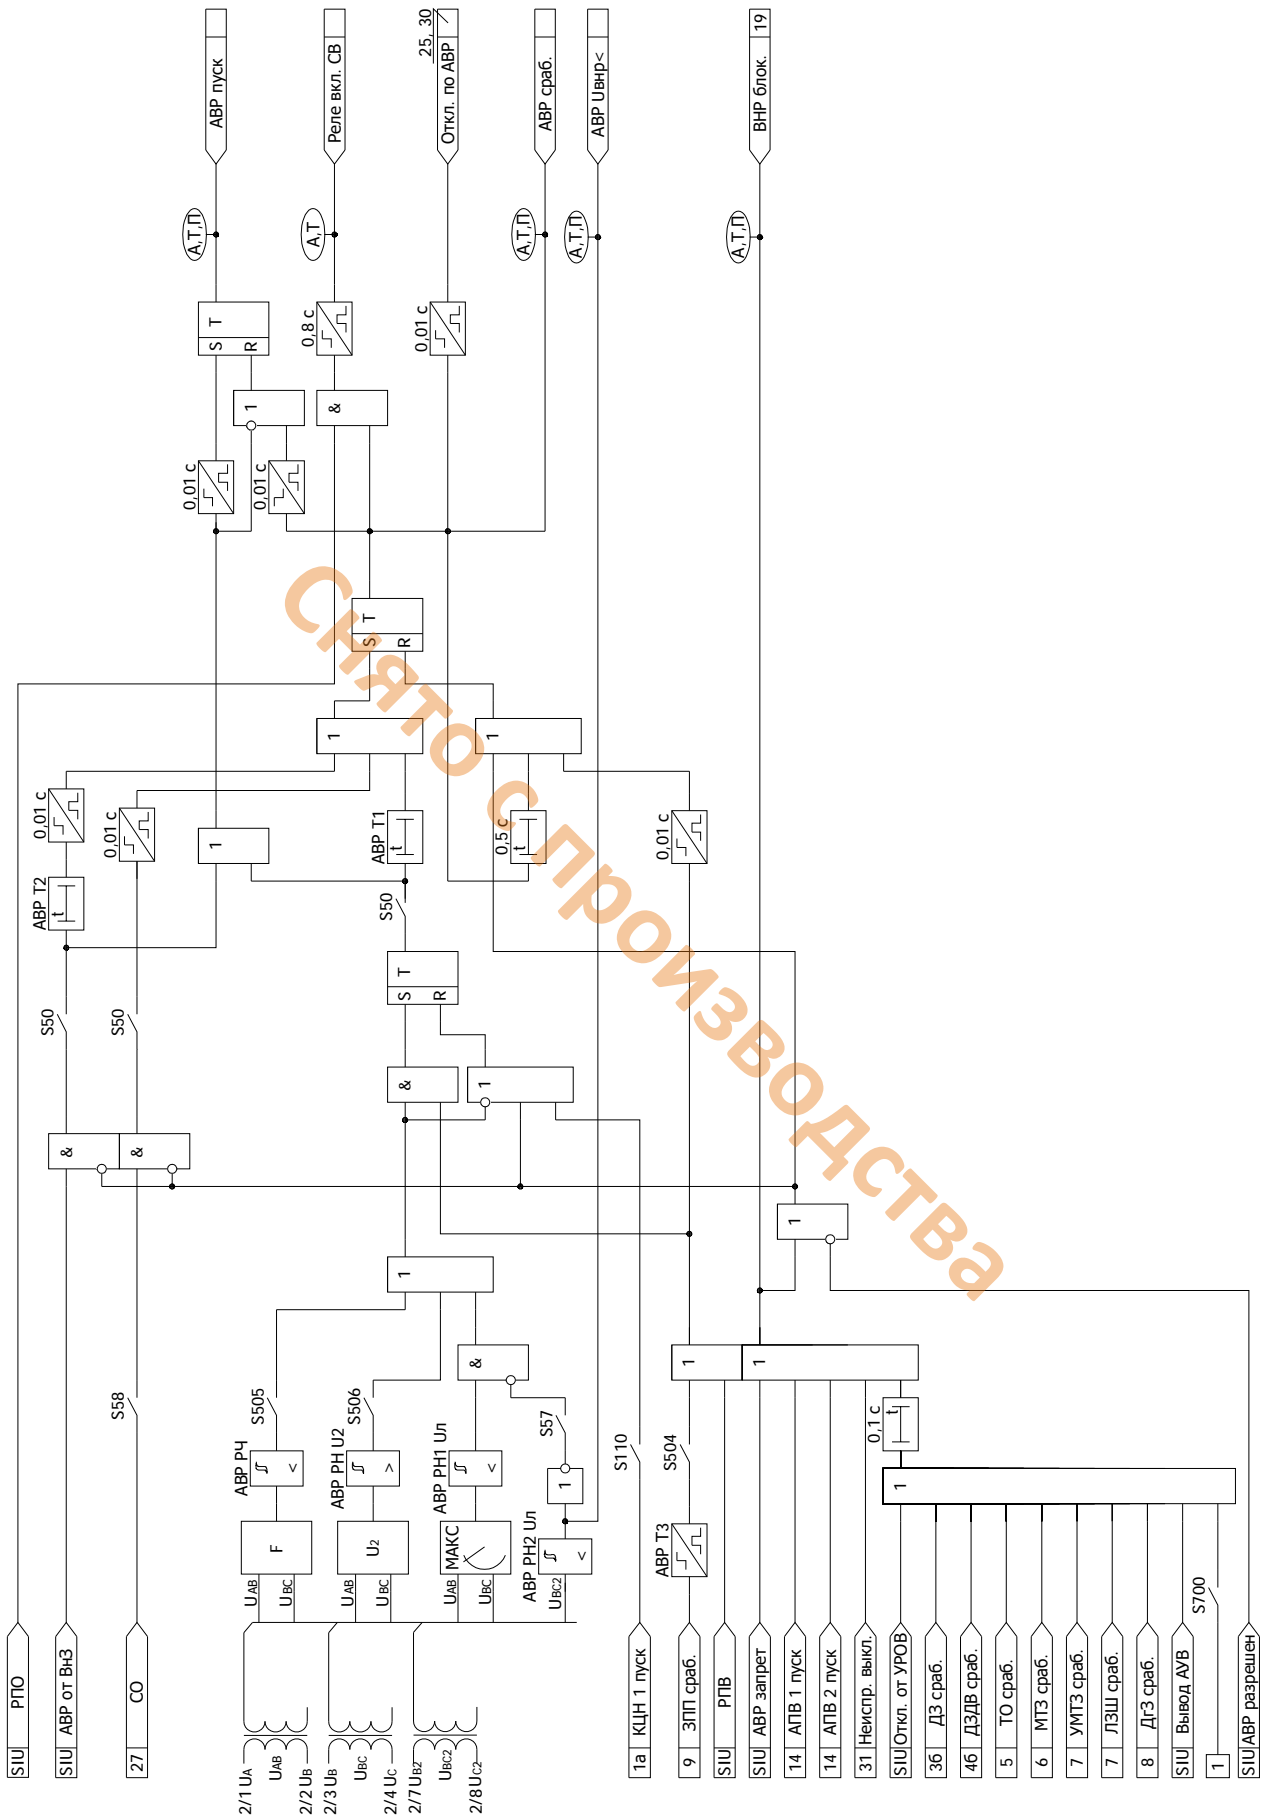 SIU РПО
SIU АВР от ВнЗ
27 СО
2/1 UA
UAB
2/2 UB
2/3 UB
UBC
2/4 UC
2/7 UB2
UBC2
2/8 UC2
1а КЦН 1 пуск
9 ЗПП сраб.
SIU РПВ
SIU АВР запрет
14 АПВ 1 пуск
14 АПВ 2 пуск
31 Неиспр. выкл.
SIU Откл. от УРОВ
3б ДЗ сраб.
4б ДЗДВ сраб.
5 ТО сраб.
6 МТЗ сраб.
7 УМТЗ сраб.
7 ЛЗШ сраб.
8 ДгЗ сраб.
SIU Вывод АУВ
1
SIU АВР разрешен
UAB
UBC
F
АВР РЧ
<
S505
UAB
UBC
U2
АВР РН U2
>
S506
UAB
UBC
МАКС
АВР РН1 Uл
<
UBC2
АВР РН2 Uл
<
1
S57
&
1
S58
S110
АВР Т3
S504
S700
1
0,1 с
t
1
1
1
&
&
S50
S50
&
1
S T
R
S50
АВР Т2
t
0,01 с
0,01 с
1
АВР Т1
t
0,5 с
t
0,01 с
1
1
S T
R
0,01 с
0,01 с
1
&
S T
R
0,8 с
0,01 с
А,Т,П
А,Т
А,Т,П
А,Т,П
А,Т,П
АВР пуск
Реле вкл. СВ
25, 30
Откл. по АВР
АВР сраб.
АВР Uвнр<
ВНР блок. 19
Снято с производства